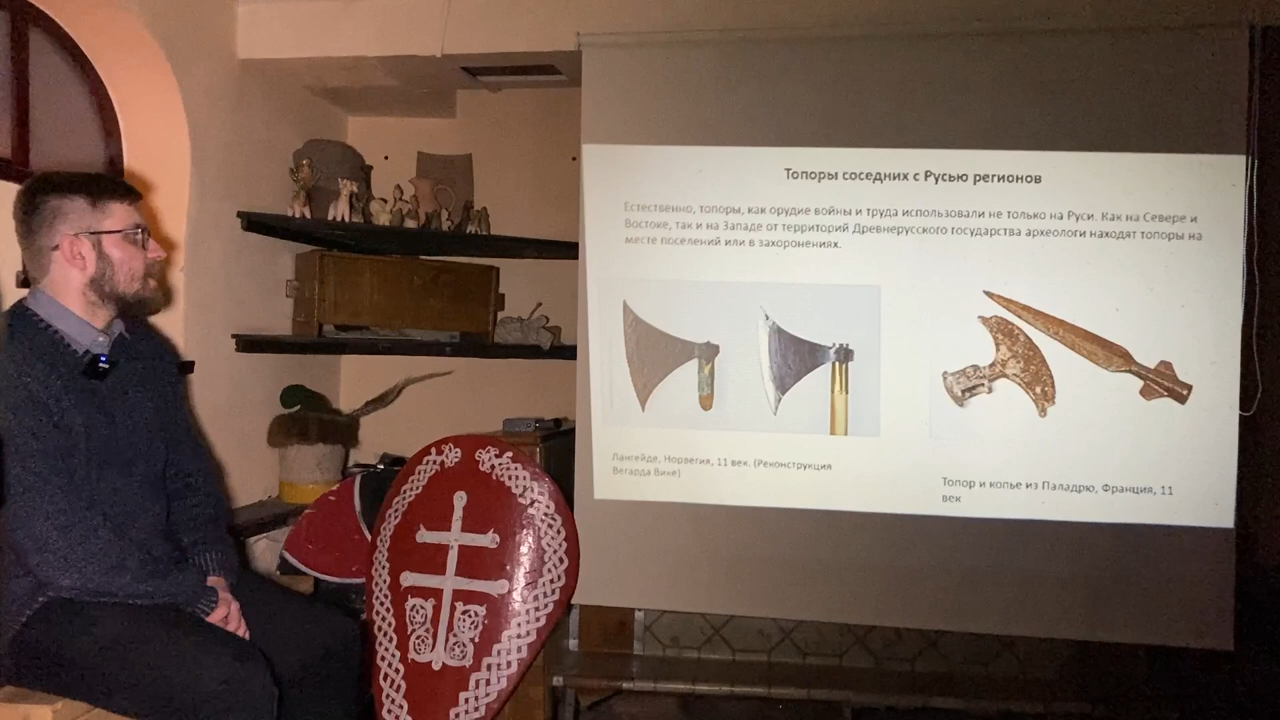 Топоры соседних с Русью регионов
Естественно, топоры, как орудие войны и труда использовали не только на Руси. Как на Севере и
Востоке, так и на Западе от территорий Древнерусского государства археологи находят топоры на
месте поселений или в захоронениях.
Лангейде, Норвегия, 11 век. (Реконструкция
Вегарда Вике)
Топор и копье из Паладрю, Франция, 11
век